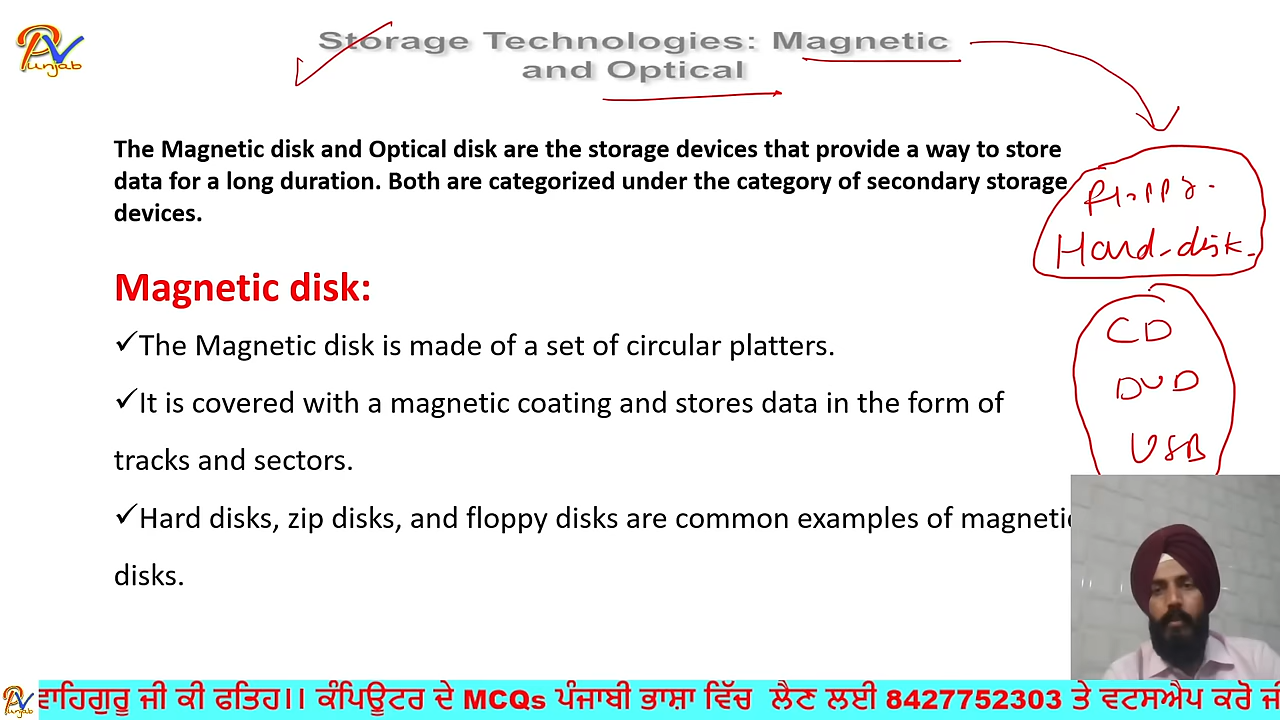 PAV
unjab
Storage Technologies: Magnetic
and Optical
The Magnetic disk and Optical disk are the storage devices that provide a way to store
data for a long duration. Both are categorized under the category of secondary storage
devices.
Floppy.
Hard-disk.
Magnetic disk:
CD
✓The Magnetic disk is made of a set of circular platters.
DVD
✓It is covered with a magnetic coating and stores data in the form of
USB
tracks and sectors.
✓Hard disks, zip disks, and floppy disks are common examples of magnetic
disks.
ਵਾਹਿਗੁਰੂ ਜੀ ਕੀ ਫਤਿਹ।। ਕੰਪਿਊਟਰ ਦੇ MCQs ਪੰਜਾਬੀ ਭਾਸ਼ਾ ਵਿੱਚ ਲੈਣ ਲਈ 8427752303 ਤੇ ਵਟਸਐਪ ਕਰੋ ਜੀ